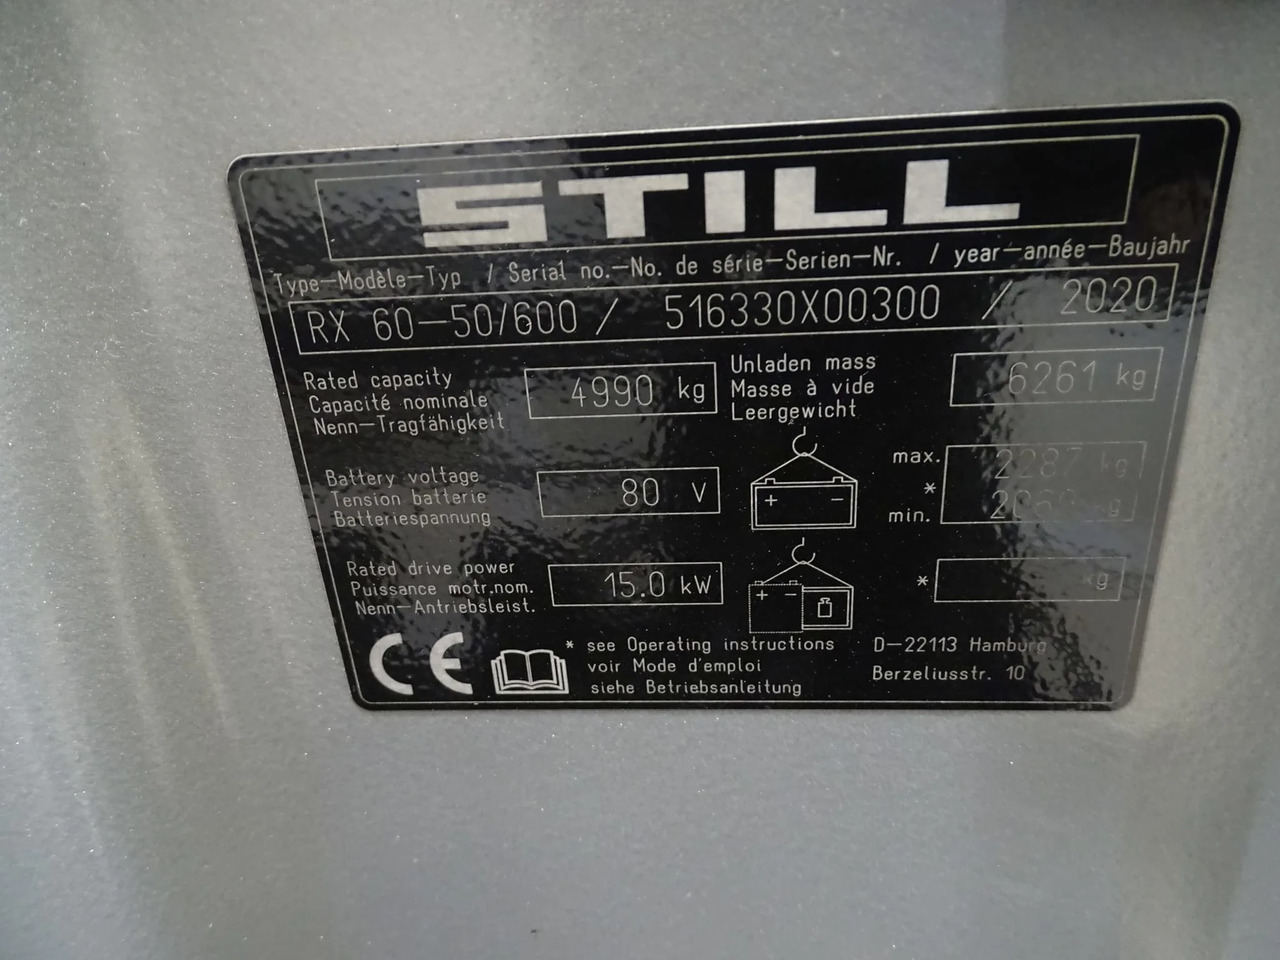 STILL
Type-Modèle-Typ / Serial no.-No. de série-Serien-Nr. / year-année-Baujahr
RX 60-50/600 / 516330X00300 / 2020
Rated capacity
Capacité nominale
Nenn-Tragfähigkeit
4990 kg
Unladen mass
Masse à vide
Leergewicht
6261 kg
Battery voltage
Tension batterie
Batteriespannung
80 V
+ -
max.
*
min.
kg
kg
Rated drive power
Puissance motr.nom.
Nenn-Antriebsleist.
15.0 kW
+ -
* kg
CE
* see Operating instructions
voir Mode d'emploi
siehe Betriebsanleitung
D-22113 Hamburg
Berzeliusstr. 10